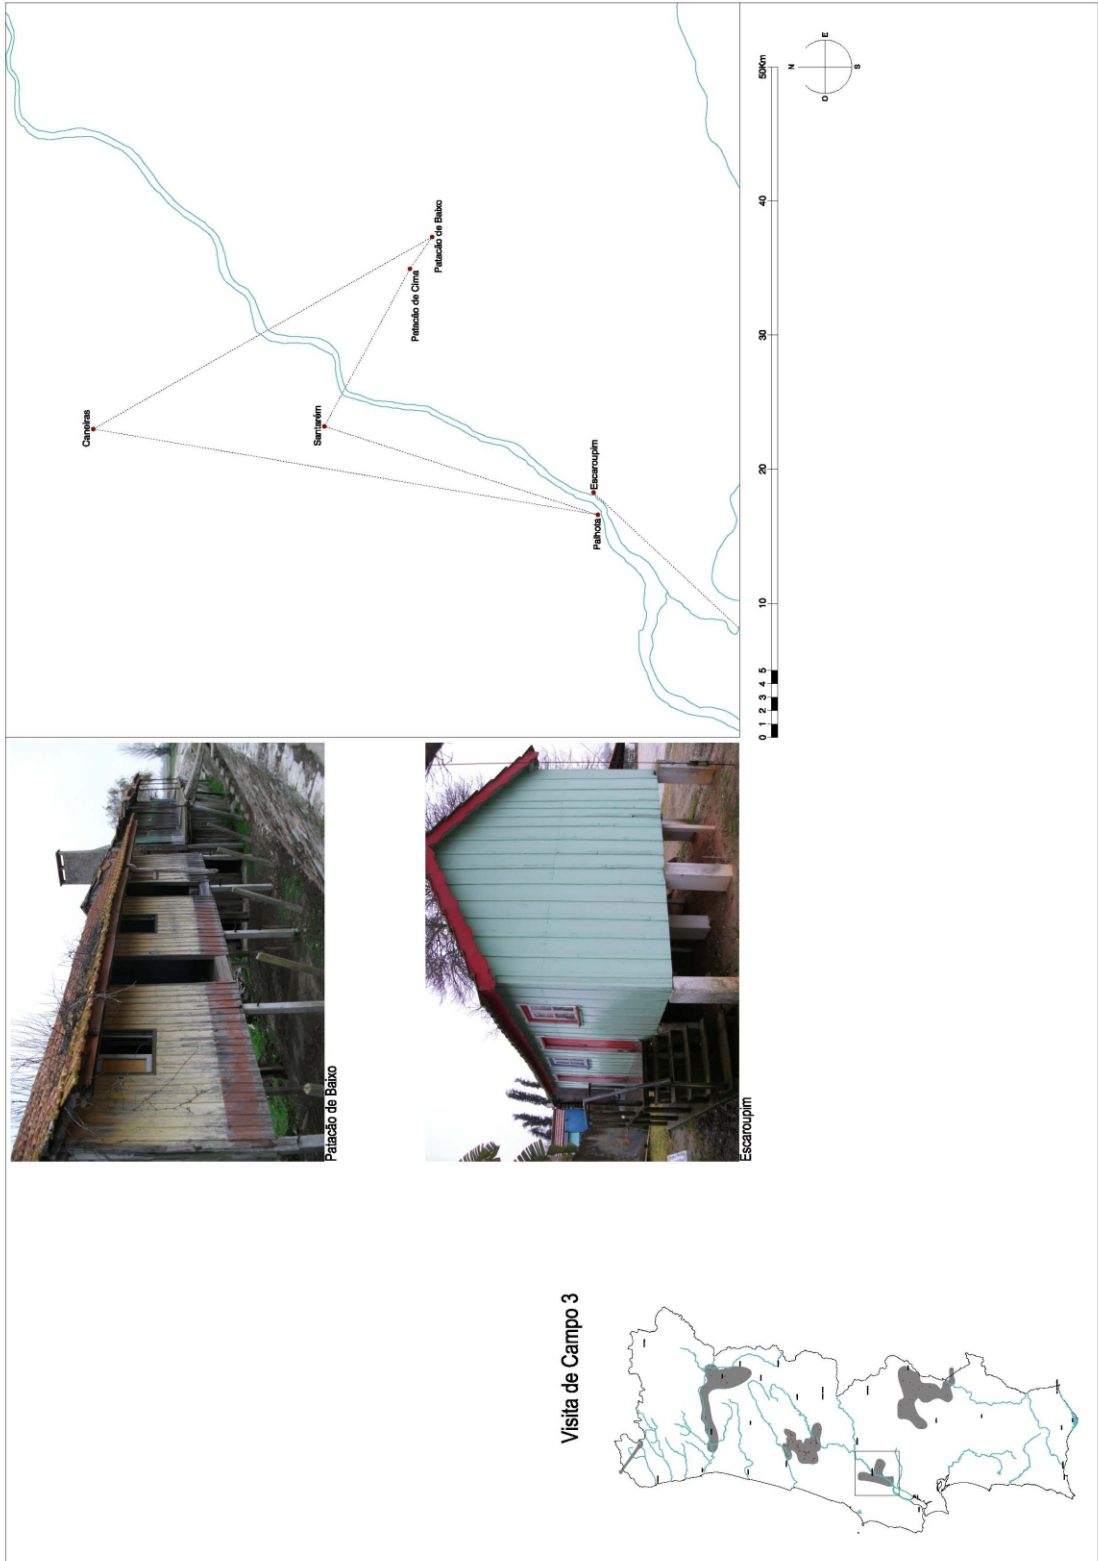 Visita de Campo 3
Patacão de Baixo
Escaroupim
Caneiras
Santarém
Patacão de Cima
Patacão de Baixo
Escaroupim
Palhota
0 1 2 3 4 5 10 20 30 40 50Km
N
O E
S